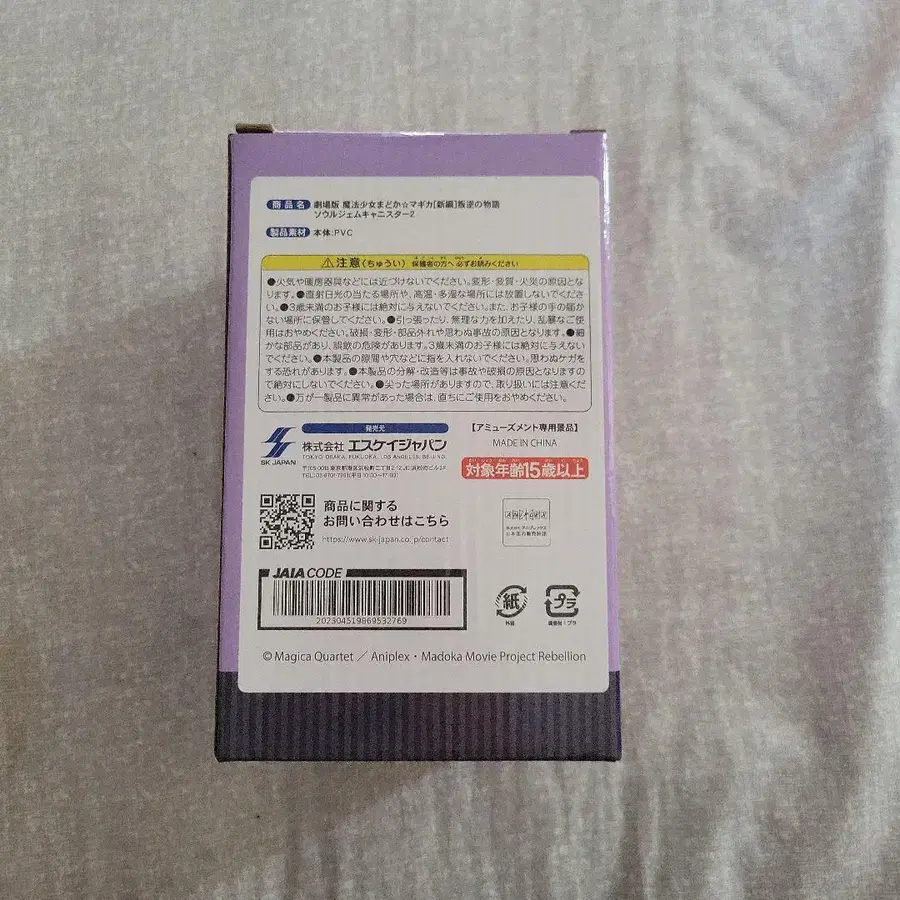 商品名 劇場版 魔法少女まどか☆マギカ[新編]叛逆の物語
ソウルジェムキャニスター2
製品素材 本体:PVC
⚠注意(ちゅうい) 保護者の方へ 必ずお読みください
●火気や暖房器具などには近づけないでください。変形・変質・火災の原因とな
ります。●直射日光の当たる場所や、高温・多湿な場所には放置しないでくださ
い。●3歳未満のお子様には絶対に与えないでください。また、お子様の手の届か
ない場所に保管してください。●引っ張ったり、無理な力を加えたり、乱暴なご使
用はおやめください。破損・変形・部品外れや思わぬ事故の原因となります。●細
かな部品があり、誤飲の危険があります。3歳未満のお子様には絶対に与えない
でください。●本製品の隙間や穴などに指を入れないでください。思わぬケガを
する恐れがあります。●本製品の分解・改造等は事故や破損の原因となりますの
で絶対にしないでください。●尖った場所がありますので、取り扱いには注意くだ
さい。●万が一製品に異常があった場合は、直ちにご使用をおやめください。
SK JAPAN
発売元
株式会社 エスケイジャパン
TOKYO, OSAKA, FUKUOKA, LOS ANGELES, BEIJING
【アミューズメント専用景品】
MADE IN CHINA
対象年齢15歳以上
商品に関する
お問い合わせはこちら
https://www.sk-japan.co.jp/contact
JAIA CODE
202304519869532769
紙
外箱
プラ
© Magica Quartet／Aniplex・Madoka Movie Project Rebellion